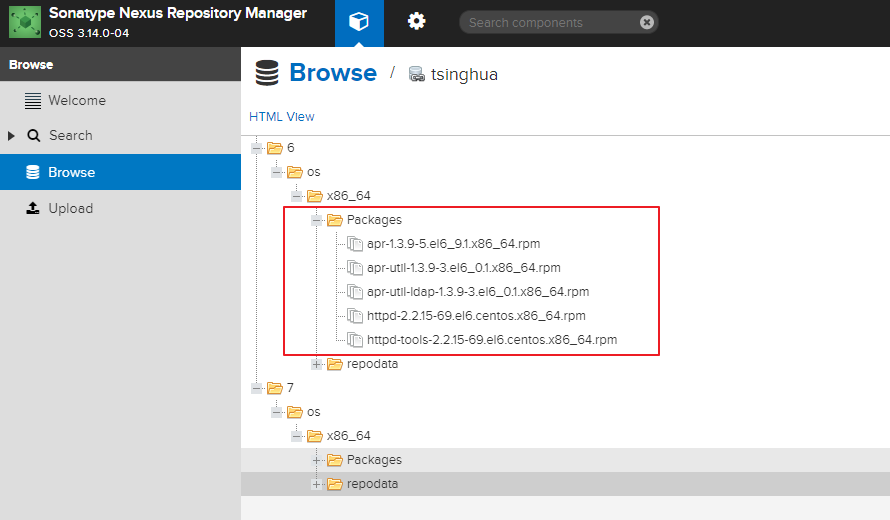 Sonatype Nexus Repository Manager
OSS 3.14.0-04
Search components
Browse
Welcome
Search
Browse
Upload
Browse / tsinghua
HTML View
6
os
x86_64
Packages
apr-1.3.9-5.el6_9.1.x86_64.rpm
apr-util-1.3.9-3.el6_0.1.x86_64.rpm
apr-util-ldap-1.3.9-3.el6_0.1.x86_64.rpm
httpd-2.2.15-69.el6.centos.x86_64.rpm
httpd-tools-2.2.15-69.el6.centos.x86_64.rpm
repodata
7
os
x86_64
Packages
repodata